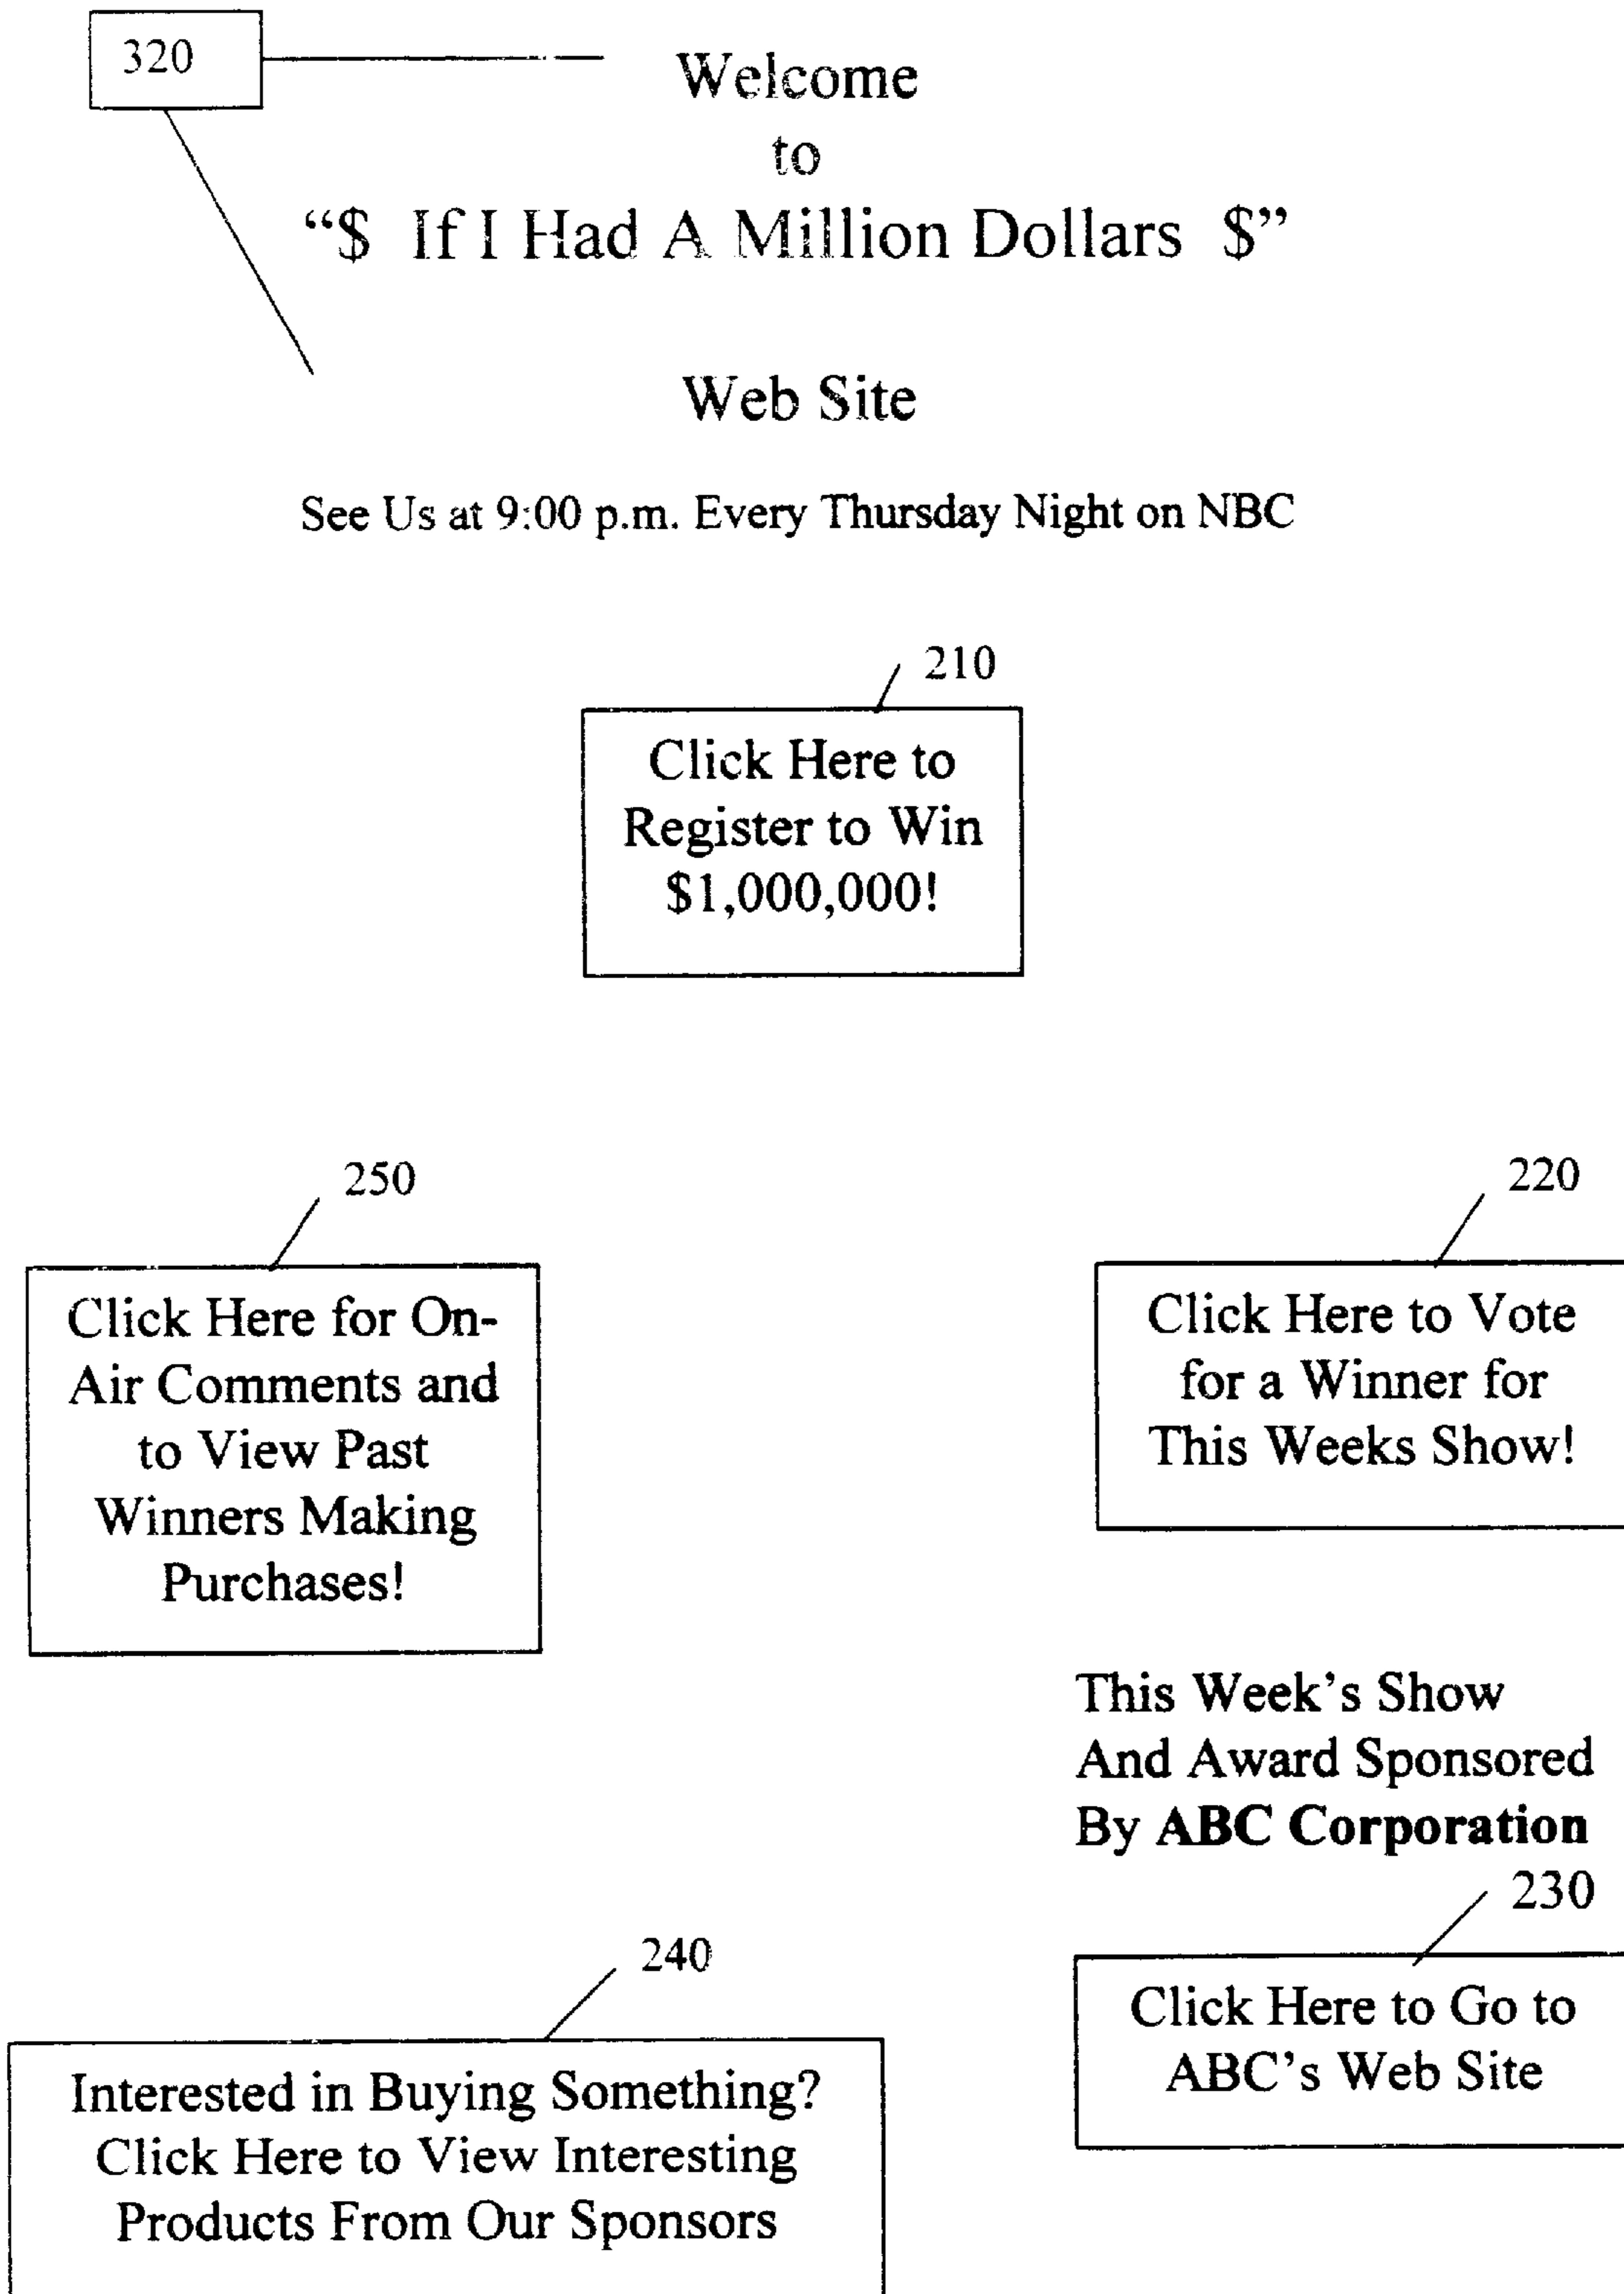 320
Welcome
to
“$ If I Had A Million Dollars $”
Web Site
See Us at 9:00 p.m. Every Thursday Night on NBC
210
Click Here to
Register to Win
$1,000,000!
250
Click Here for On-
Air Comments and
to View Past
Winners Making
Purchases!
220
Click Here to Vote
for a Winner for
This Weeks Show!
This Week’s Show
And Award Sponsored
By ABC Corporation
230
Click Here to Go to
ABC’s Web Site
240
Interested in Buying Something?
Click Here to View Interesting
Products From Our Sponsors